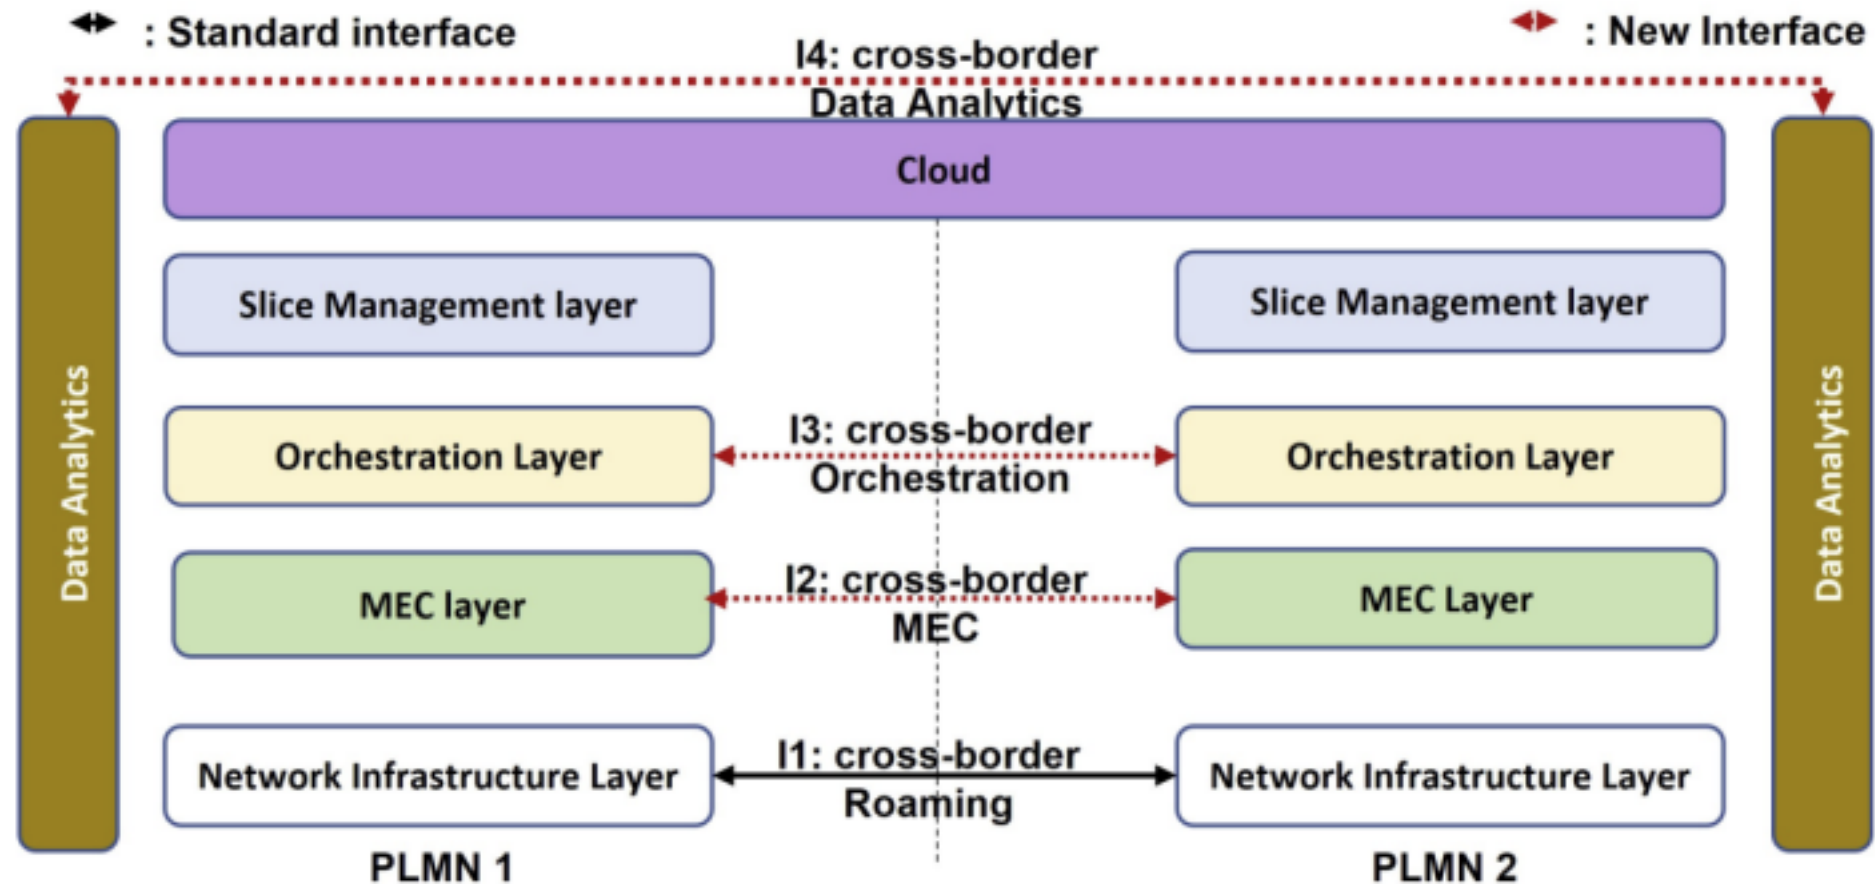 : Standard interface
: New Interface
I4: cross-border
Data Analytics
Cloud
Data Analytics
Slice Management layer
Slice Management layer
Data Analytics
I3: cross-border
Orchestration Layer
Orchestration Layer
Orchestration
I2: cross-border
MEC layer
MEC Layer
MEC
I1: cross-border
Network Infrastructure Layer
Network Infrastructure Layer
Roaming
PLMN 1
PLMN 2